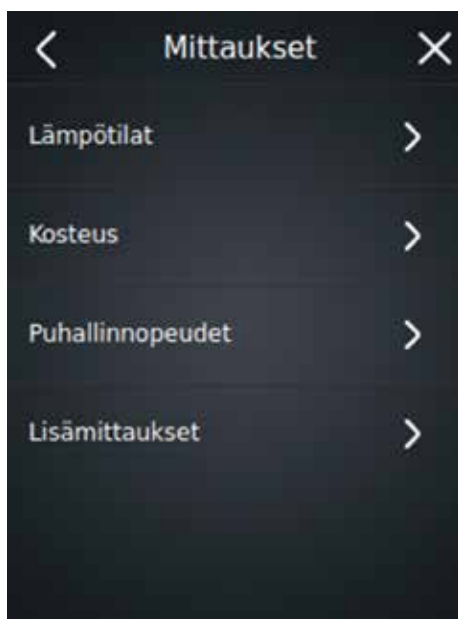 Mittaukset
Lämpötilat
Kosteus
Puhallinnopeudet
Lisämittaukset